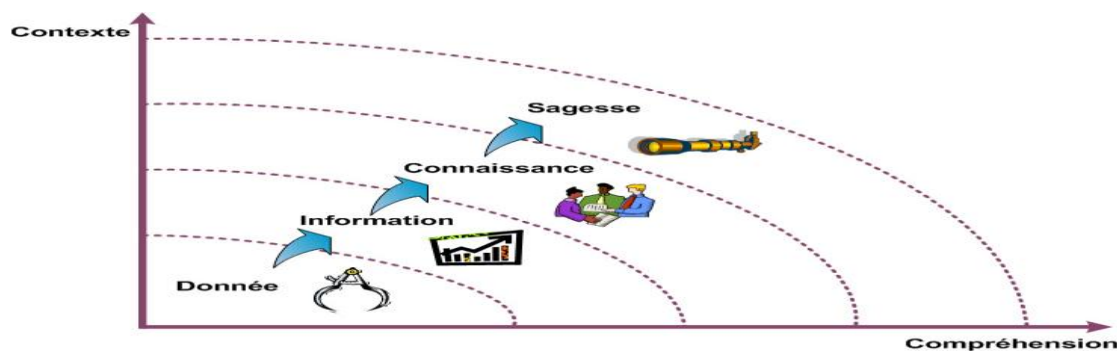 Contexte
Sagesse
Connaissance
Information
Donnée
Compréhension